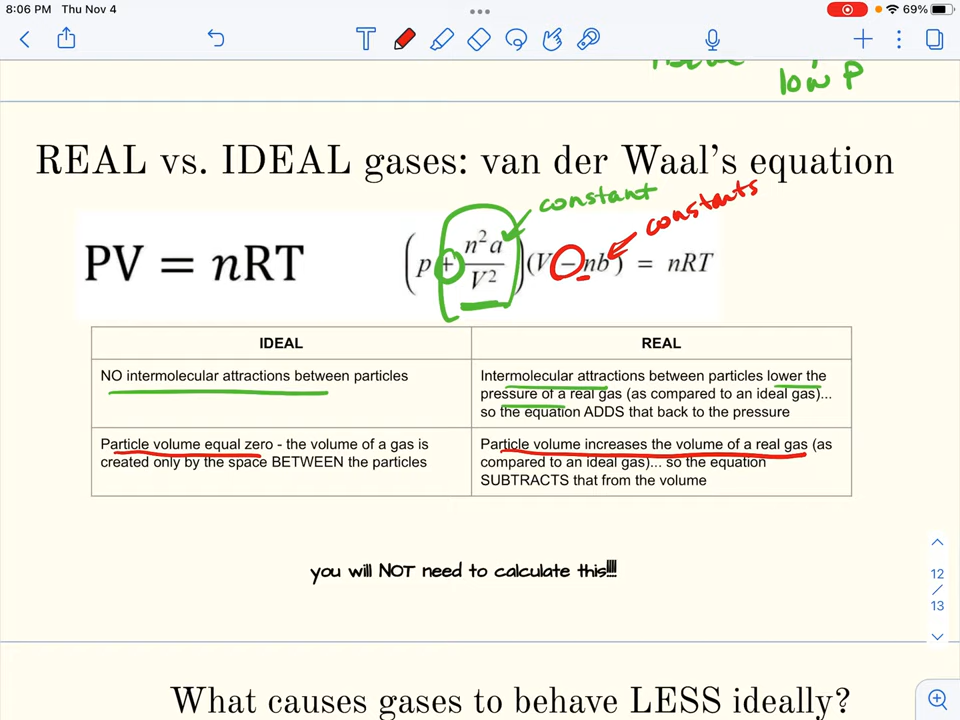 8:06 PM Thu Nov 4
69%
low P
REAL vs. IDEAL gases: van der Waal's equation
constant
constants
PV = nRT
(p + n²a/V²)(V − nb) = nRT
IDEAL
REAL
NO intermolecular attractions between particles
Intermolecular attractions between particles lower the
pressure of a real gas (as compared to an ideal gas)...
so the equation ADDS that back to the pressure
Particle volume equal zero - the volume of a gas is
created only by the space BETWEEN the particles
Particle volume increases the volume of a real gas (as
compared to an ideal gas)... so the equation
SUBTRACTS that from the volume
you will NOT need to calculate this!!!!
12
/
13
What causes gases to behave LESS ideally?